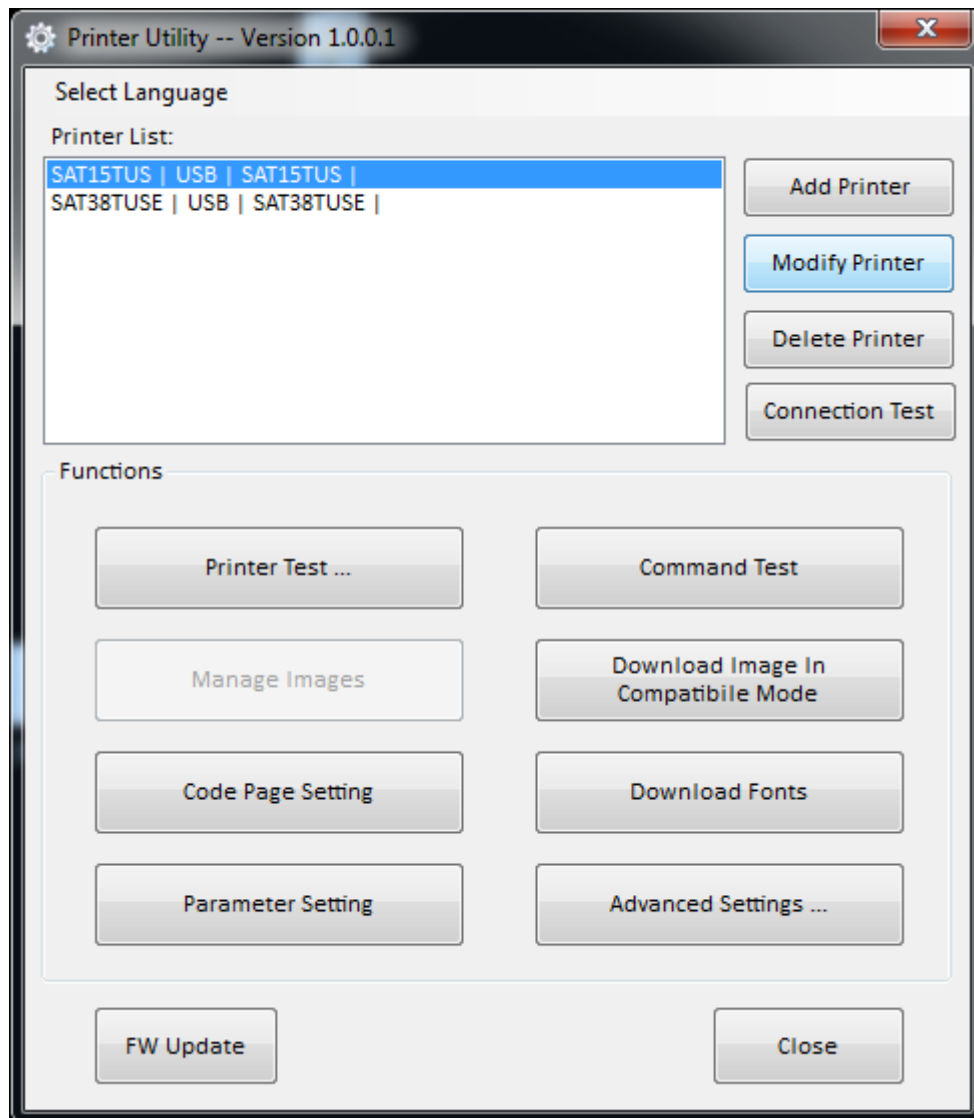 Printer Utility -- Version 1.0.0.1
x
Select Language
Printer List:
SAT15TUS | USB | SAT15TUS |
SAT38TUSE | USB | SAT38TUSE |
Add Printer
Modify Printer
Delete Printer
Connection Test
Functions
Printer Test ...
Command Test
Manage Images
Download Image In
Compatibile Mode
Code Page Setting
Download Fonts
Parameter Setting
Advanced Settings ...
FW Update
Close